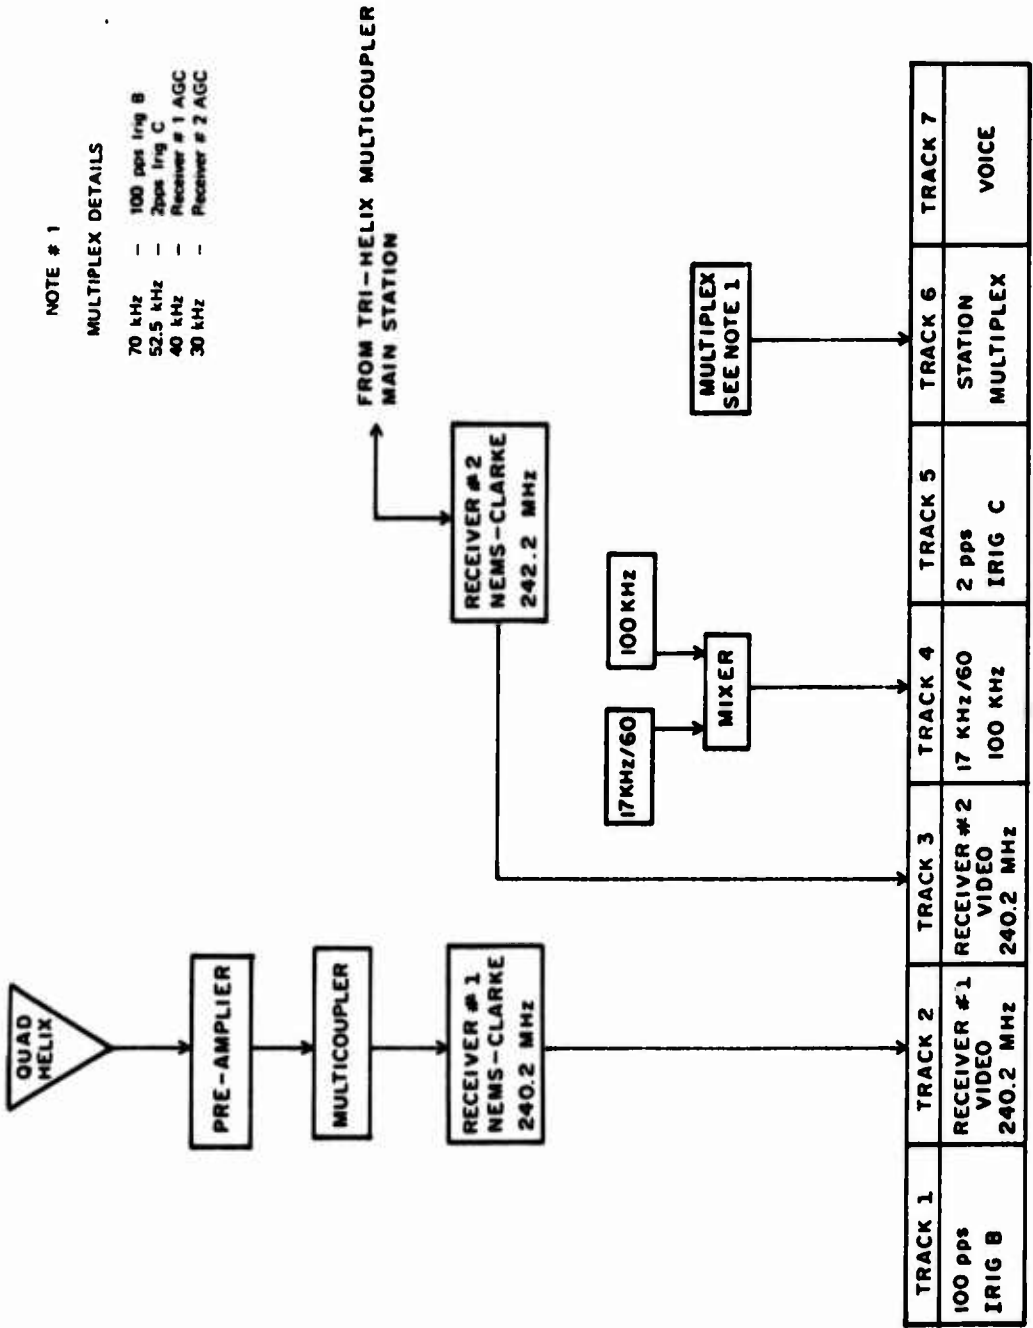 NOTE # 1
MULTIPLEX DETAILS
70 kHz - 100 pps Irig B
52.5 kHz - 2pps Irig C
40 kHz - Receiver # 1 AGC
30 kHz - Receiver # 2 AGC
QUAD
HELIX
PRE-AMPLIER
MULTICOUPLER
RECEIVER #1
NEMS-CLARKE
240.2 MHz
FROM TRI-HELIX MULTICOUPLER
MAIN STATION
RECEIVER #2
NEMS-CLARKE
242.2 MHz
17KHz/60
100KHz
MIXER
MULTIPLEX
SEE NOTE 1
TRACK 1
100 pps
IRIG B
TRACK 2
RECEIVER #1
VIDEO
240.2 MHz
TRACK 3
RECEIVER #2
VIDEO
240.2 MHz
TRACK 4
17 KHz/60
100 KHz
TRACK 5
2 pps
IRIG C
TRACK 6
STATION
MULTIPLEX
TRACK 7
VOICE